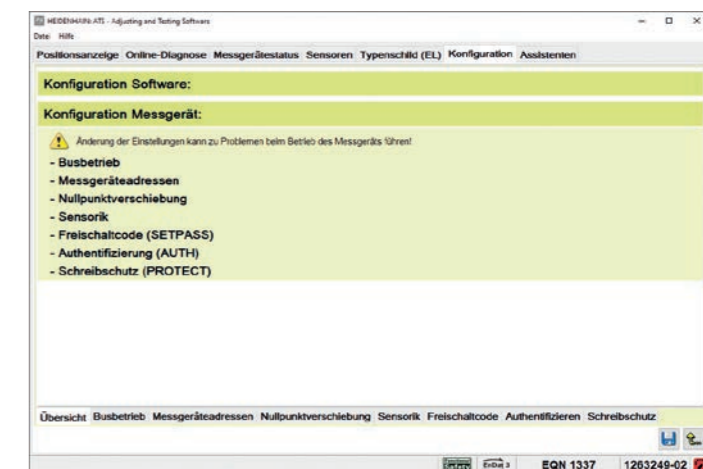 HEIDENHAIN ATS - Adjusting and Testing Software
Datei Hilfe
Positionsanzeige Online-Diagnose Messgerätestatus Sensoren Typenschild (EL) Konfiguration Assistenten
Konfiguration Software:
Konfiguration Messgerät:
Änderung der Einstellungen kann zu Problemen beim Betrieb des Messgeräts führen!
- Busbetrieb
- Messgeräteadressen
- Nullpunktverschiebung
- Sensorik
- Freischaltcode (SETPASS)
- Authentifizierung (AUTH)
- Schreibschutz (PROTECT)
Übersicht Busbetrieb Messgeräteadressen Nullpunktverschiebung Sensorik Freischaltcode Authentifizieren Schreibschutz
EnDat 3 EQN 1337 1263249-02